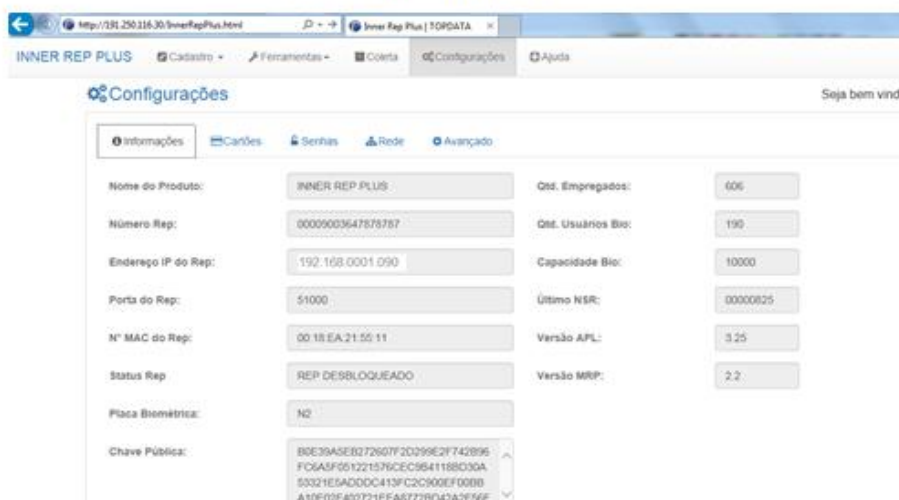 http://191.250.116.30/InnerRepPlus.html
Inner Rep Plus | TOPDATA
INNER REP PLUS Cadastro Ferramentas Coleta Configurações Ajuda
Configurações Seja bem vind
Informações Cartões Senhas Rede Avançado
Nome do Produto: INNER REP PLUS Qtd. Empregados: 606
Número Rep: 00009003647878787 Qtd. Usuários Bio: 190
Endereço IP do Rep: 192.168.0001.090 Capacidade Bio: 10000
Porta do Rep: 51000 Último NSR: 00000825
N° MAC do Rep: 00:18:EA:21:55:11 Versão APL: 3.25
Status Rep REP DESBLOQUEADO Versão MRP: 2.2
Placa Biométrica: N2
Chave Pública: B0E39A5EB272607F2D299E2F742B96
FC6A5F051221576CEC9541188D30A
53321E5ADDDC413FC2C900EF00BB